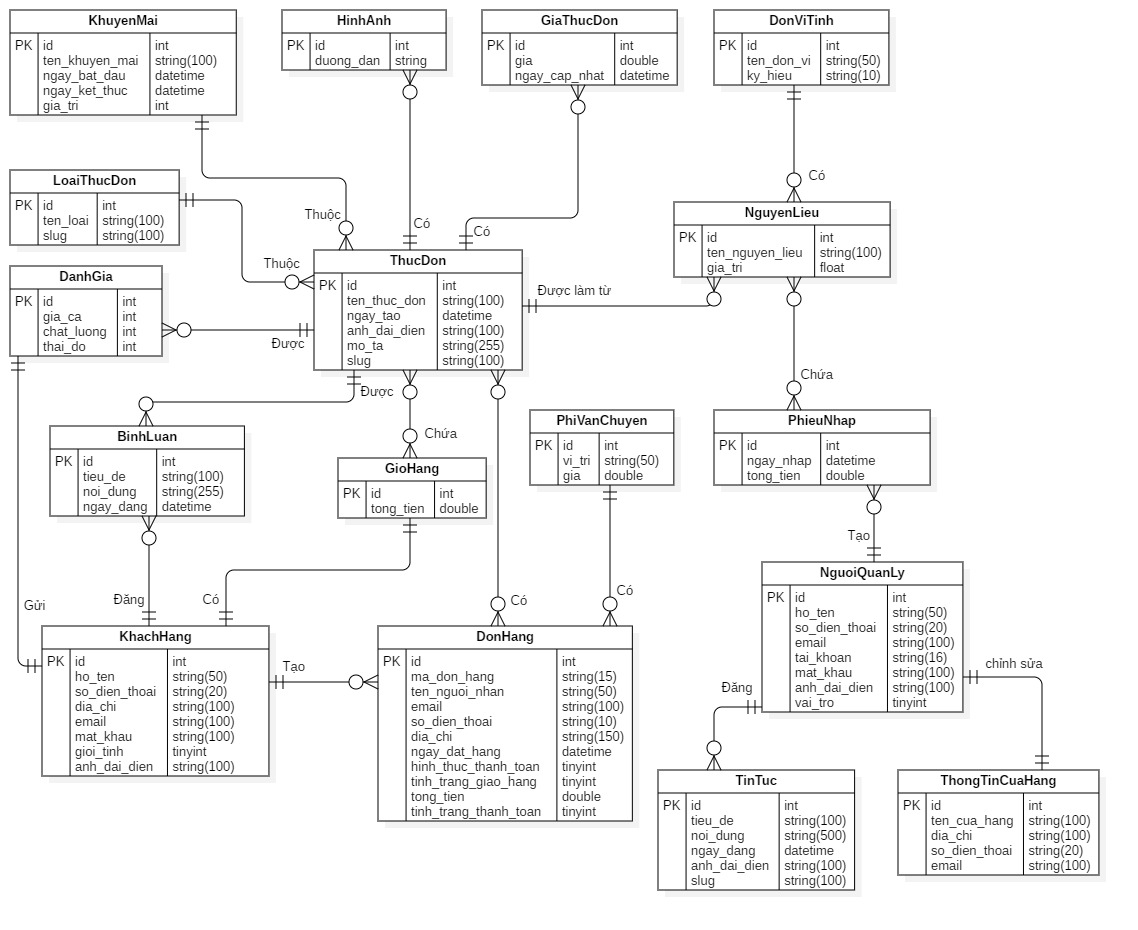 KhuyenMai
PK id int
ten_khuyen_mai string(100)
ngay_bat_dau datetime
ngay_ket_thuc datetime
gia_tri int
HinhAnh
PK id int
duong_dan string
GiaThucDon
PK id int
gia double
ngay_cap_nhat datetime
DonViTinh
PK id int
ten_don_vi string(50)
ky_hieu string(10)
LoaiThucDon
PK id int
ten_loai string(100)
slug string(100)
Thuộc
Có
Có
Có
NguyenLieu
PK id int
ten_nguyen_lieu string(100)
gia_tri float
Thuộc
DanhGia
PK id int
gia_ca int
chat_luong int
thai_do int
ThucDon
PK id int
ten_thuc_don string(100)
ngay_tao datetime
anh_dai_dien string(100)
mo_ta string(255)
slug string(100)
Được làm từ
Được
Được
Chứa
Chứa
BinhLuan
PK id int
tieu_de string(100)
noi_dung string(255)
ngay_dang datetime
GioHang
PK id int
tong_tien double
PhiVanChuyen
PK id int
vi_tri string(50)
gia double
PhieuNhap
PK id int
ngay_nhap datetime
tong_tien double
Tạo
Gửi
Đăng
Có
Có
Có
NguoiQuanLy
PK id int
ho_ten string(50)
so_dien_thoai string(20)
email string(100)
tai_khoan string(16)
mat_khau string(100)
anh_dai_dien string(100)
vai_tro tinyint
KhachHang
PK id int
ho_ten string(50)
so_dien_thoai string(20)
dia_chi string(100)
email string(100)
mat_khau string(100)
gioi_tinh tinyint
anh_dai_dien string(100)
Tạo
DonHang
PK id int
ma_don_hang string(15)
ten_nguoi_nhan string(50)
email string(100)
so_dien_thoai string(10)
dia_chi string(150)
ngay_dat_hang datetime
hinh_thuc_thanh_toan tinyint
tinh_trang_giao_hang tinyint
tong_tien double
tinh_trang_thanh_toan tinyint
Đăng
chỉnh sửa
TinTuc
PK id int
tieu_de string(100)
noi_dung string(500)
ngay_dang datetime
anh_dai_dien string(100)
slug string(100)
ThongTinCuaHang
PK id int
ten_cua_hang string(100)
dia_chi string(100)
so_dien_thoai string(20)
email string(100)